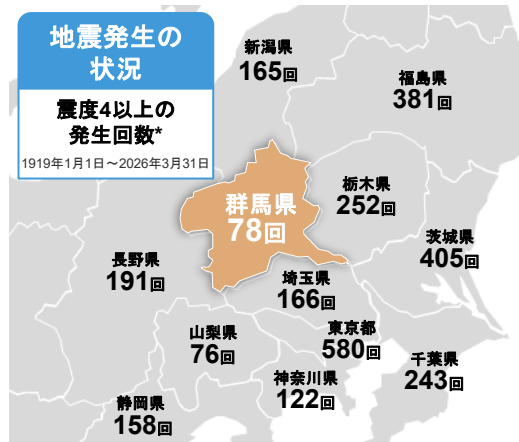 地震発生の
状況
震度4以上の
発生回数*
1919年1月1日～2026年3月31日
新潟県
165回
福島県
381回
群馬県
78回
栃木県
252回
茨城県
405回
長野県
191回
埼玉県
166回
山梨県
76回
東京都
580回
千葉県
243回
神奈川県
122回
静岡県
158回